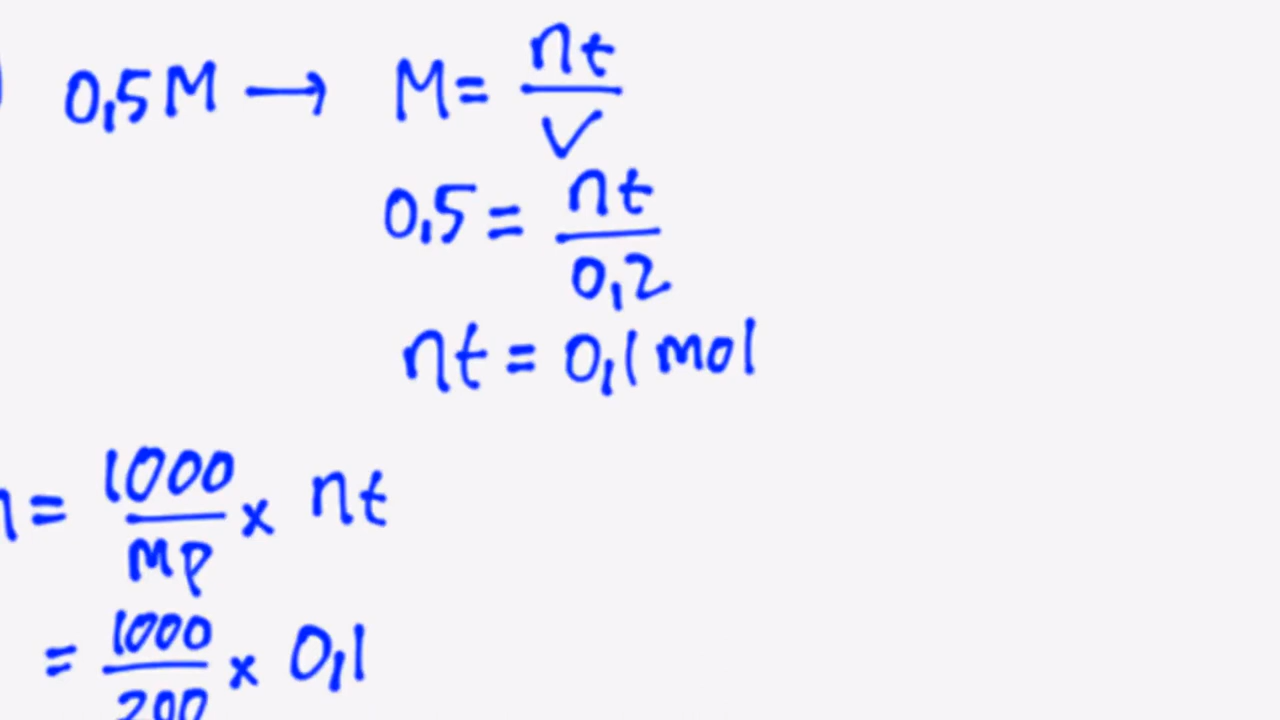 0,5 M → M = nt / V
0,5 = nt / 0,2
nt = 0,1 mol
= 1000 / mp × nt
= 1000 / 200 × 0,1